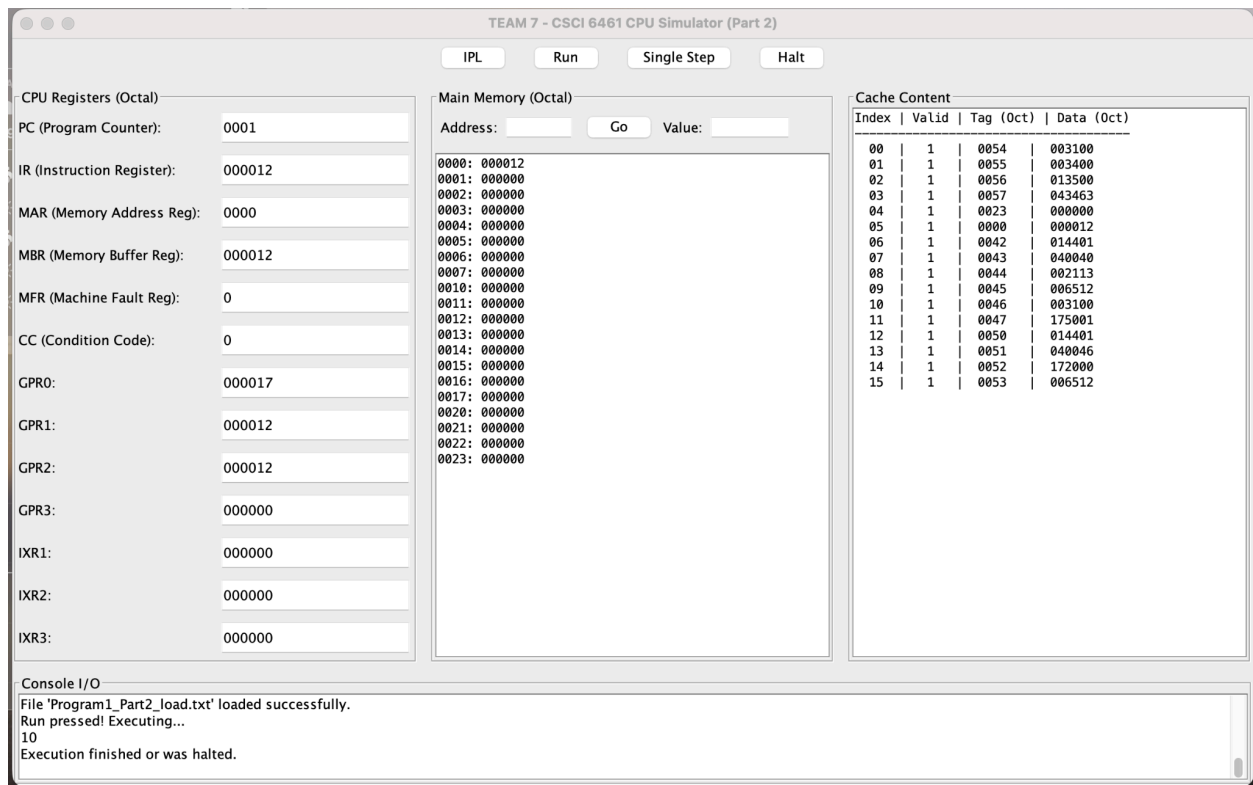 TEAM 7 - CSCI 6461 CPU Simulator (Part 2)
IPL Run Single Step Halt
CPU Registers (Octal)
PC (Program Counter): 0001
IR (Instruction Register): 000012
MAR (Memory Address Reg): 0000
MBR (Memory Buffer Reg): 000012
MFR (Machine Fault Reg): 0
CC (Condition Code): 0
GPR0: 000017
GPR1: 000012
GPR2: 000012
GPR3: 000000
IXR1: 000000
IXR2: 000000
IXR3: 000000
Main Memory (Octal)
Address: Go Value:
0000: 000012
0001: 000000
0002: 000000
0003: 000000
0004: 000000
0005: 000000
0006: 000000
0007: 000000
0010: 000000
0011: 000000
0012: 000000
0013: 000000
0014: 000000
0015: 000000
0016: 000000
0017: 000000
0020: 000000
0021: 000000
0022: 000000
0023: 000000
Cache Content
Index | Valid | Tag (Oct) | Data (Oct)
00 | 1 | 0054 | 003100
01 | 1 | 0055 | 003400
02 | 1 | 0056 | 013500
03 | 1 | 0057 | 043463
04 | 1 | 0023 | 000000
05 | 1 | 0000 | 000012
06 | 1 | 0042 | 014401
07 | 1 | 0043 | 040040
08 | 1 | 0044 | 002113
09 | 1 | 0045 | 006512
10 | 1 | 0046 | 003100
11 | 1 | 0047 | 175001
12 | 1 | 0050 | 014401
13 | 1 | 0051 | 040046
14 | 1 | 0052 | 172000
15 | 1 | 0053 | 006512
Console I/O
File 'Program1_Part2_load.txt' loaded successfully.
Run pressed! Executing...
10
Execution finished or was halted.